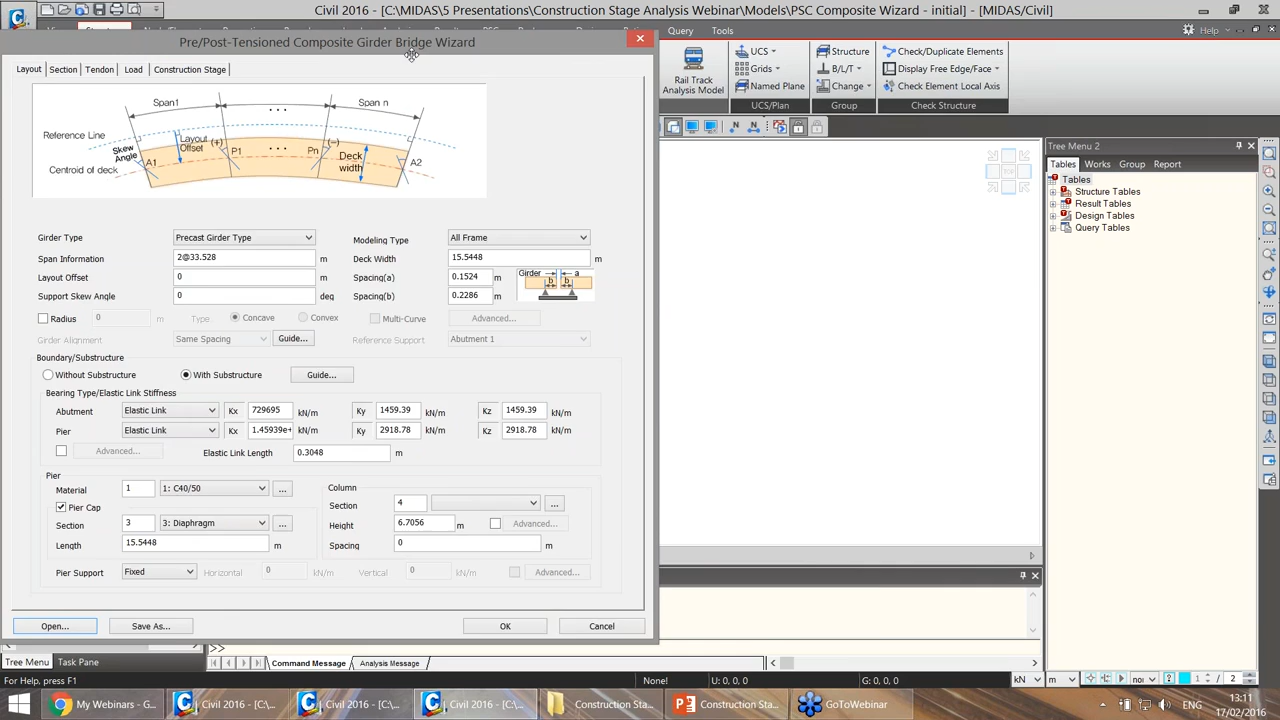 Civil 2016 - [C:\MIDAS\5 Presentations\Construction Stage Analysis Webinar\Models\PSC Composite Wizard - initial] - [MIDAS/Civil]
Pre/Post-Tensioned Composite Girder Bridge Wizard
Query Tools Help
Layout Section Tendon Load Construction Stage
Span1 Span n
Reference Line
Layout Offset
(+) (-)
Skew Angle
A1 P1 Pn A2
Deck width
Centroid of deck
Girder Type Precast Girder Type
Modeling Type All Frame
Span Information 2@33.528 m
Deck Width 15.5448 m
Layout Offset 0 m
Spacing(a) 0.1524 m
Girder a
b b
Support Skew Angle 0 deg
Spacing(b) 0.2286 m
Radius 0 m Type Concave Convex Multi-Curve Advanced...
Girder Alignment Same Spacing Guide... Reference Support Abutment 1
Boundary/Substructure
Without Substructure With Substructure Guide...
Bearing Type/Elastic Link Stiffness
Abutment Elastic Link Kx 729695 kN/m Ky 1459.39 kN/m Kz 1459.39 kN/m
Pier Elastic Link Kx 1.45939e+ kN/m Ky 2918.78 kN/m Kz 2918.78 kN/m
Advanced... Elastic Link Length 0.3048 m
Pier
Material 1 1: C40/50 ...
Pier Cap
Section 3 3: Diaphragm ...
Length 15.5448 m
Column
Section 4 ...
Height 6.7056 m Advanced...
Spacing 0 m
Pier Support Fixed Horizontal 0 kN/m Vertical 0 kN/m Advanced...
Open... Save As... OK Cancel
Rail Track Analysis Model
UCS
Grids
Named Plane
UCS/Plan
Structure
B/L/T
Change
Group
Check/Duplicate Elements
Display Free Edge/Face
Check Element Local Axis
Check Structure
TOP
Tree Menu 2
Tables Works Group Report
Tables
Structure Tables
Result Tables
Design Tables
Query Tables
>>
Tree Menu Task Pane
Command Message Analysis Message
For Help, press F1 None! U: 0, 0, 0 G: 0, 0, 0 kN m 1 / 2
My Webinars - G... Civil 2016 - [C:\... Civil 2016 - [C:\... Civil 2016 - [C:\... Construction Sta... Construction Sta... GoToWebinar
ENG 13:11
17/02/2016